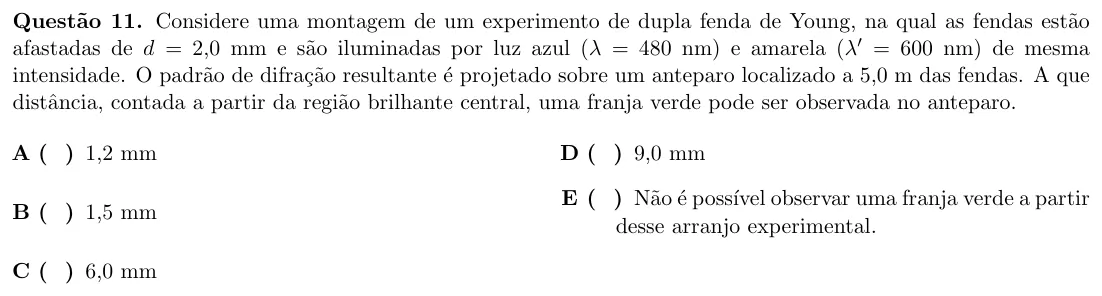 Questão 11. Considere uma montagem de um experimento de dupla fenda de Young, na qual as fendas estão
afastadas de d = 2,0 mm e são iluminadas por luz azul (λ = 480 nm) e amarela (λ′ = 600 nm) de mesma
intensidade. O padrão de difração resultante é projetado sobre um anteparo localizado a 5,0 m das fendas. A que
distância, contada a partir da região brilhante central, uma franja verde pode ser observada no anteparo.
A ( ) 1,2 mm
B ( ) 1,5 mm
C ( ) 6,0 mm
D ( ) 9,0 mm
E ( ) Não é possível observar uma franja verde a partir
desse arranjo experimental.